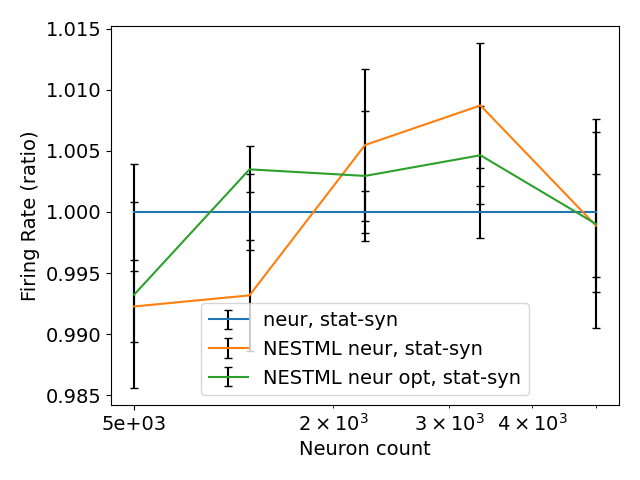 1.015
1.010
1.005
1.000
0.995
0.990
0.985
Firing Rate (ratio)
neur, stat-syn
NESTML neur, stat-syn
NESTML neur opt, stat-syn
5e+03 2 × 10³ 3 × 10³ 4 × 10³
Neuron count